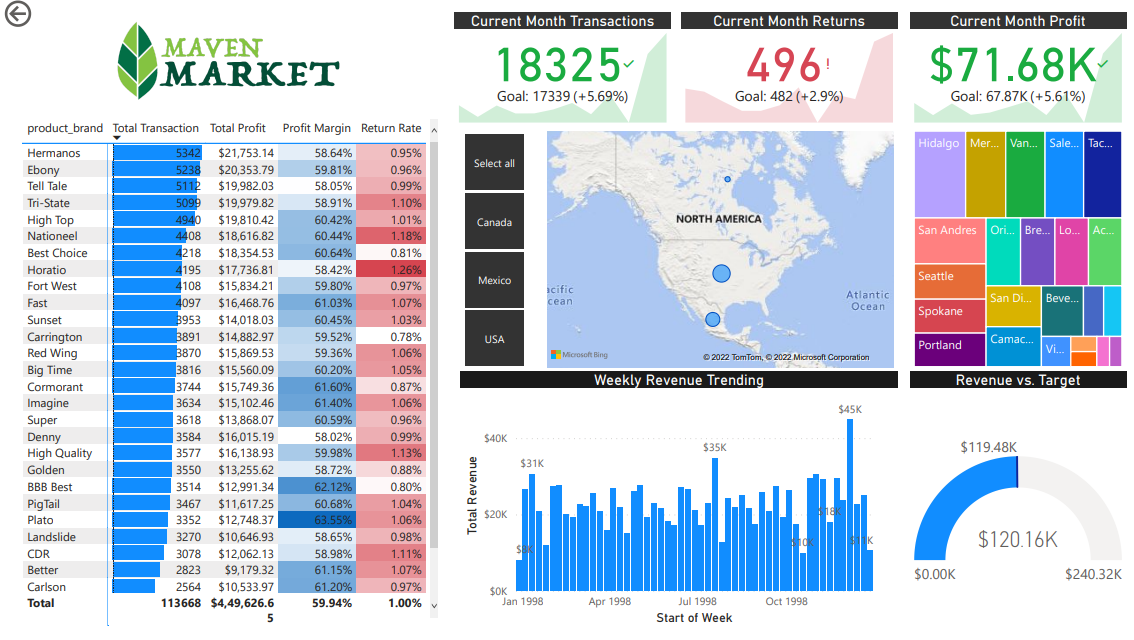 MAVEN
MARKET
Current Month Transactions
18325
Goal: 17339 (+5.69%)
Current Month Returns
496!
Goal: 482 (+2.9%)
Current Month Profit
$71.68K
Goal: 67.87K (+5.61%)
product_brand Total Transaction Total Profit Profit Margin Return Rate
Hermanos 5342 $21,753.14 58.64% 0.95%
Ebony 5238 $20,353.79 59.81% 0.96%
Tell Tale 5112 $19,982.03 58.05% 0.99%
Tri-State 5099 $19,979.82 58.91% 1.10%
High Top 4940 $19,810.42 60.42% 1.01%
Nationeel 4408 $18,616.82 60.44% 1.18%
Best Choice 4218 $18,354.53 60.64% 0.81%
Horatio 4195 $17,736.81 58.42% 1.26%
Fort West 4108 $15,834.21 59.80% 0.97%
Fast 4097 $16,468.76 61.03% 1.07%
Sunset 3953 $14,018.03 60.45% 1.03%
Carrington 3891 $14,882.97 59.52% 0.78%
Red Wing 3870 $15,869.53 59.36% 1.06%
Big Time 3816 $15,560.09 60.20% 1.05%
Cormorant 3744 $15,749.36 61.60% 0.87%
Imagine 3634 $15,102.46 61.40% 1.06%
Super 3618 $13,868.07 60.59% 0.96%
Denny 3584 $16,015.19 58.02% 0.99%
High Quality 3577 $16,138.93 59.98% 1.13%
Golden 3550 $13,255.62 58.72% 0.88%
BBB Best 3514 $12,991.34 62.12% 0.80%
PigTail 3467 $11,617.25 60.68% 1.04%
Plato 3352 $12,748.37 63.55% 1.06%
Landslide 3270 $10,646.93 58.65% 0.98%
CDR 3078 $12,062.13 58.98% 1.11%
Better 2823 $9,179.32 61.15% 1.07%
Carlson 2564 $10,533.97 61.20% 0.97%
Total 113668 $4,49,626.6 59.94% 1.00%
5
Select all
Canada
Mexico
USA
NORTH AMERICA
acific
cean
Atlantic
Ocean
Microsoft Bing
© 2022 TomTom, © 2022 Microsoft Corporation
Hidalgo
Mer...
Van...
Sale...
Tac...
San Andres
Ori...
Bre...
Lo...
Ac...
Seattle
San Di...
Beve...
Spokane
Camac...
Vi...
Portland
Weekly Revenue Trending
Total Revenue
$40K
$20K
$0K
$31K
$35K
$10K
$18K
$45K
$11K
Jan 1998
Apr 1998
Jul 1998
Oct 1998
Start of Week
Revenue vs. Target
$119.48K
$120.16K
$0.00K
$240.32K